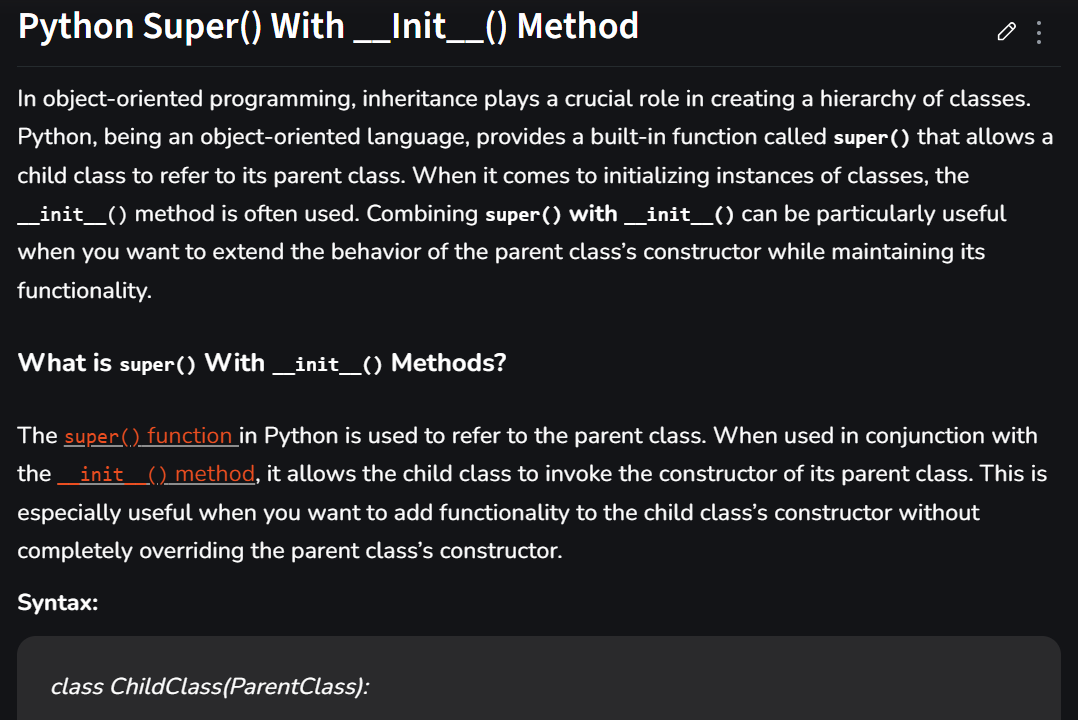 Python Super() With __Init__() Method
In object-oriented programming, inheritance plays a crucial role in creating a hierarchy of classes.
Python, being an object-oriented language, provides a built-in function called super() that allows a
child class to refer to its parent class. When it comes to initializing instances of classes, the
__init__() method is often used. Combining super() with __init__() can be particularly useful
when you want to extend the behavior of the parent class’s constructor while maintaining its
functionality.
What is super() With __init__() Methods?
The super() function in Python is used to refer to the parent class. When used in conjunction with
the __init__() method, it allows the child class to invoke the constructor of its parent class. This is
especially useful when you want to add functionality to the child class’s constructor without
completely overriding the parent class’s constructor.
Syntax:
class ChildClass(ParentClass):